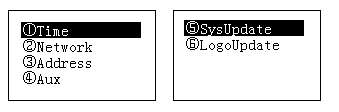 ①Time
②Network
③Address
④Aux
⑤SysUpdate
⑥LogoUpdate